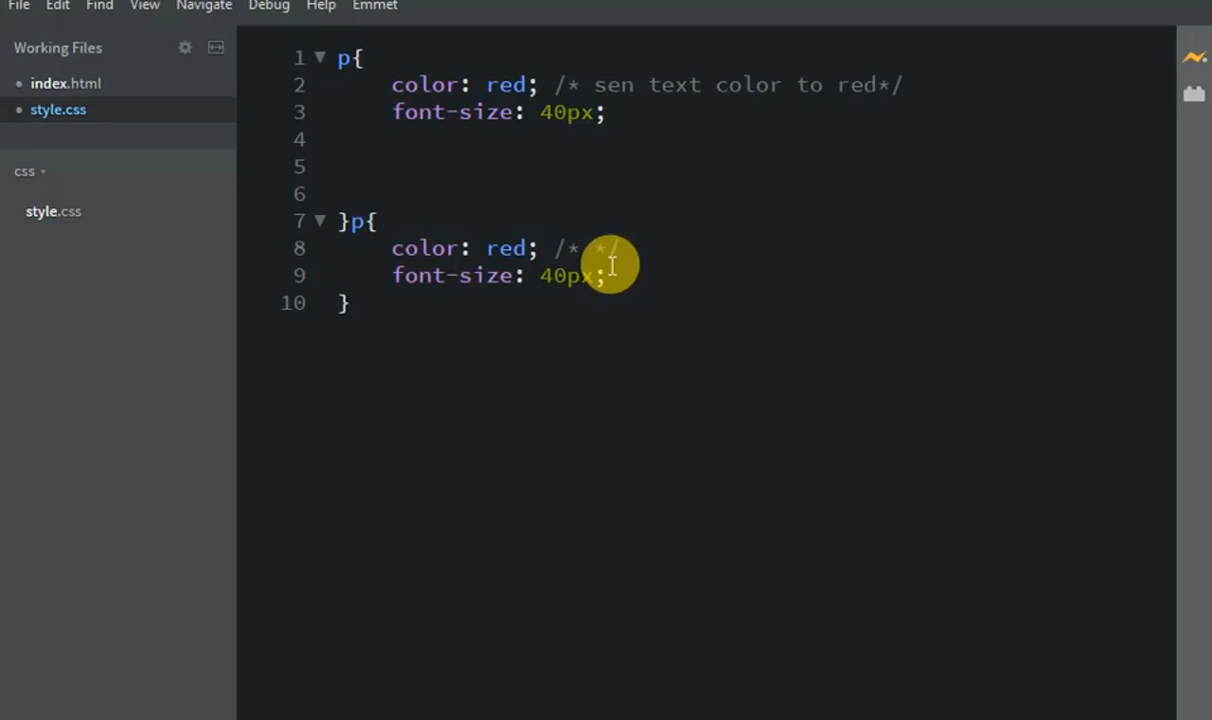 File Edit Find View Navigate Debug Help Emmet
Working Files
index.html
style.css
css
style.css
1 p{
2 color: red; /* sen text color to red*/
3 font-size: 40px;
4
5
6
7 }p{
8 color: red; /* */
9 font-size: 40px;
10 }